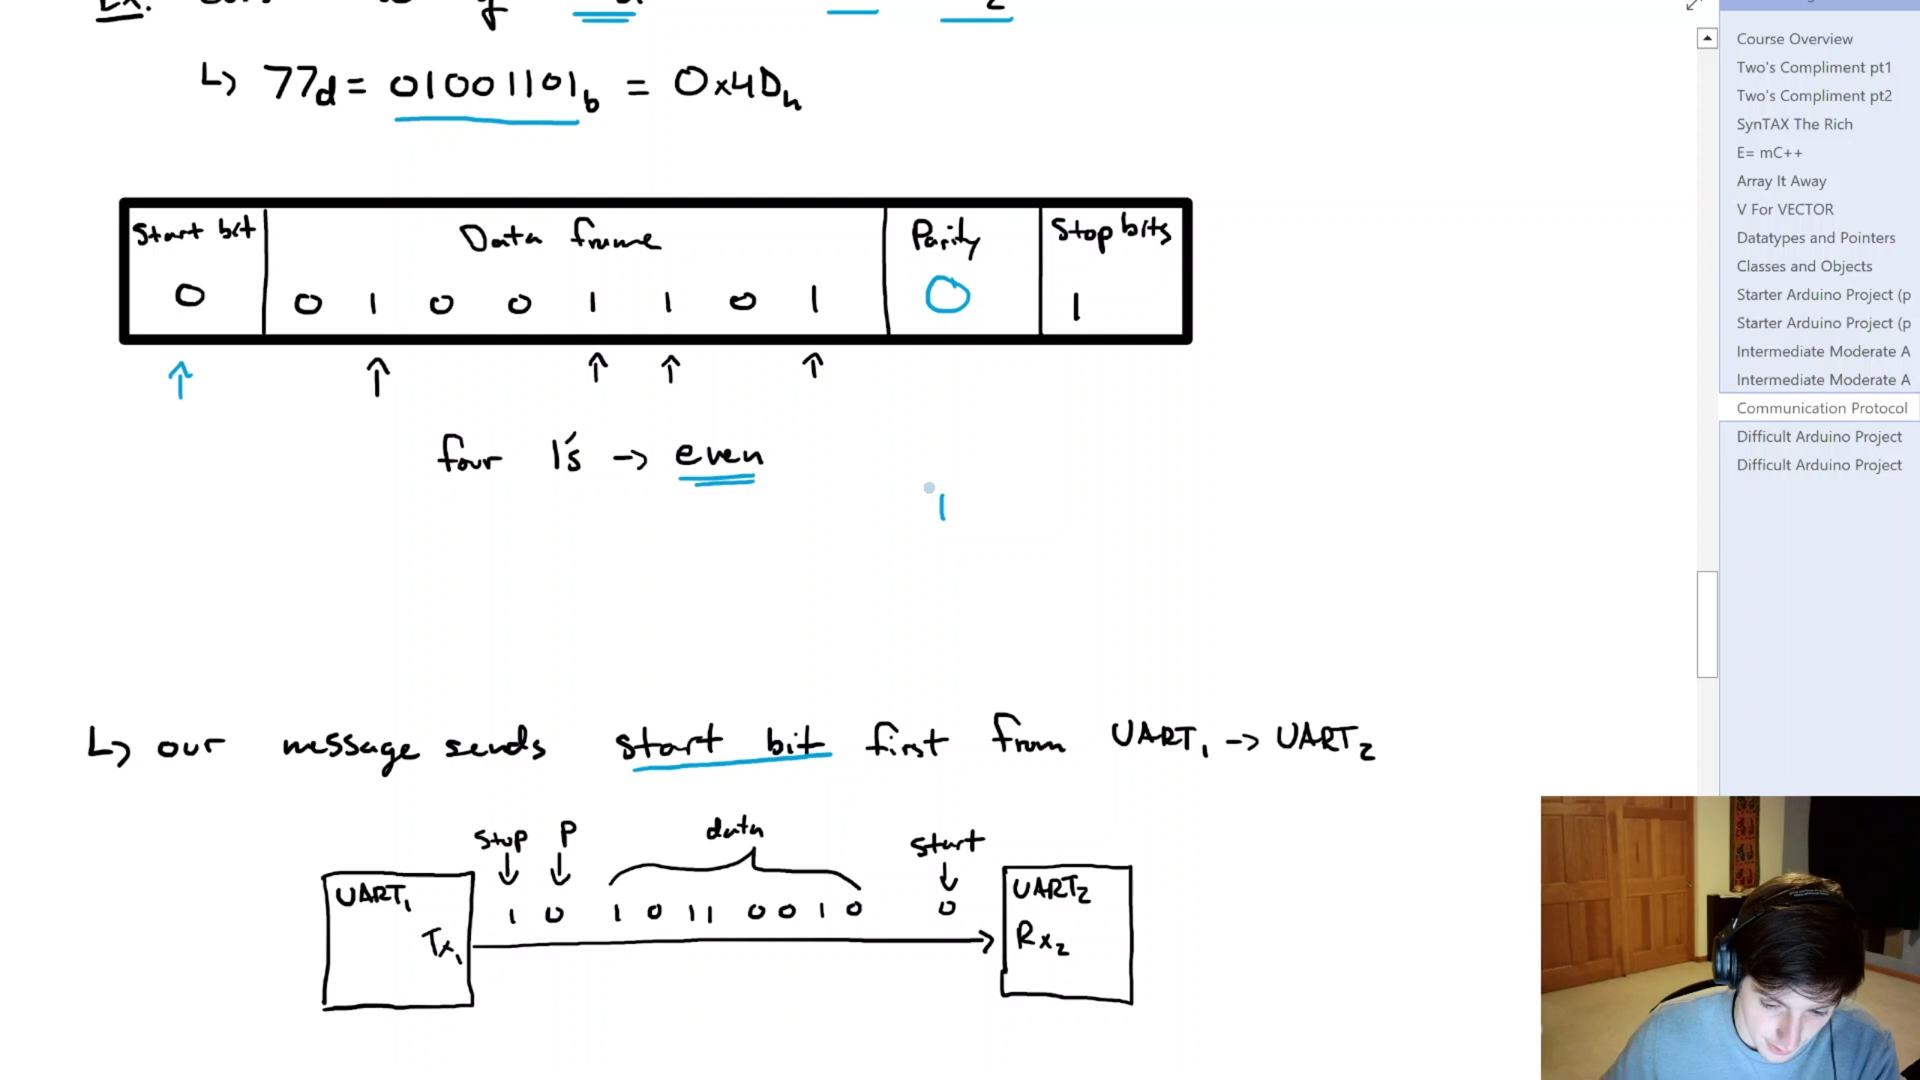 Ex:
↳ 77d = 01001101b = 0x4Dh
Start bit Data frame Parity Stop bits
0 0 1 0 0 1 1 0 1 0 1
four 1's → even
1
↳ our message sends start bit first from UART1 → UART2
Stop P data start
1 0 1 0 1 1 0 0 1 0 0
UART1
Tx1
UART2
Rx2
Course Overview
Two's Compliment pt1
Two's Compliment pt2
SynTAX The Rich
E= mC++
Array It Away
V For VECTOR
Datatypes and Pointers
Classes and Objects
Starter Arduino Project (p
Starter Arduino Project (p
Intermediate Moderate A
Intermediate Moderate A
Communication Protocol
Difficult Arduino Project
Difficult Arduino Project